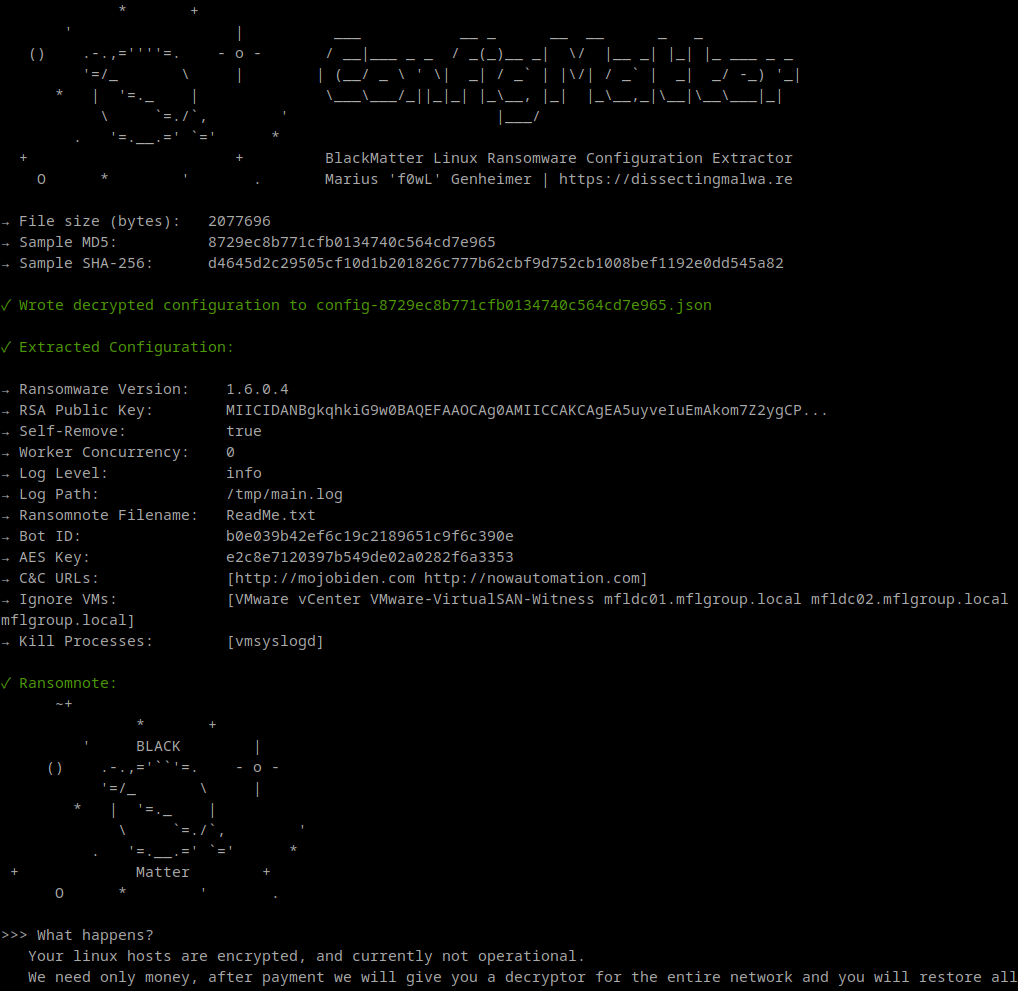 BlackMatter Linux Ransomware Configuration Extractor
Marius 'f0wL' Genheimer | https://dissectingmalwa.re
→ File size (bytes): 2077696
→ Sample MD5: 8729ec8b771cfb0134740c564cd7e965
→ Sample SHA-256: d4645d2c29505cf10d1b201826c777b62cbf9d752cb1008bef1192e0dd545a82
✓ Wrote decrypted configuration to config-8729ec8b771cfb0134740c564cd7e965.json
✓ Extracted Configuration:
→ Ransomware Version: 1.6.0.4
→ RSA Public Key: MIICIDANBgkqhkiG9w0BAQEFAAOCAg0AMIICCAKCAgEA5uyveIuEmAkom7Z2ygCP...
→ Self-Remove: true
→ Worker Concurrency: 0
→ Log Level: info
→ Log Path: /tmp/main.log
→ Ransomnote Filename: ReadMe.txt
→ Bot ID: b0e039b42ef6c19c2189651c9f6c390e
→ AES Key: e2c8e7120397b549de02a0282f6a3353
→ C&C URLs: [http://mojobiden.com http://nowautomation.com]
→ Ignore VMs: [VMware vCenter VMware-VirtualSAN-Witness mfldc01.mflgroup.local mfldc02.mflgroup.local
mflgroup.local]
→ Kill Processes: [vmsyslogd]
✓ Ransomnote:
BLACK
Matter
>>> What happens?
Your linux hosts are encrypted, and currently not operational.
We need only money, after payment we will give you a decryptor for the entire network and you will restore all